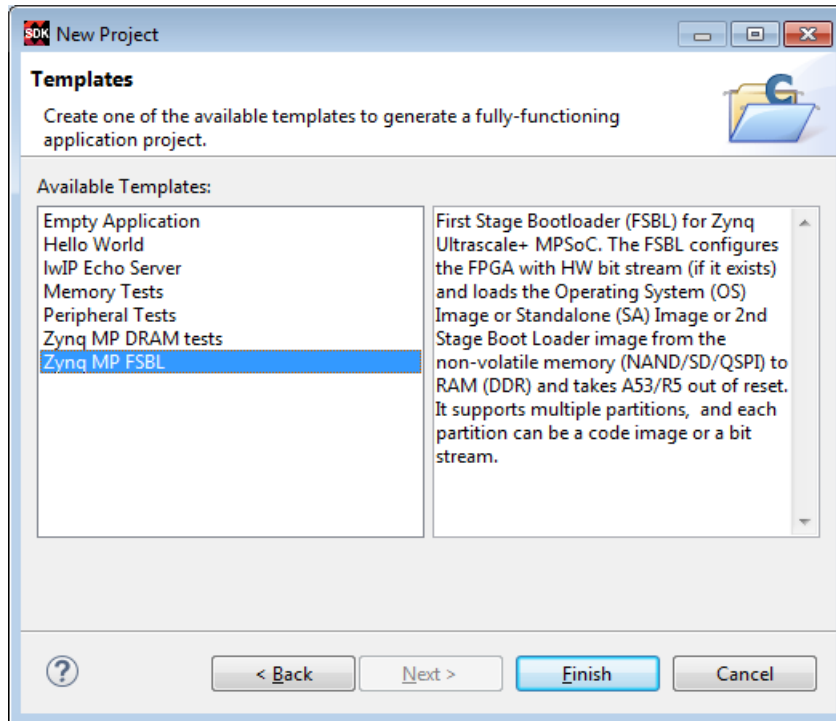 SDK New Project
Templates
Create one of the available templates to generate a fully-functioning
application project.
C
Available Templates:
Empty Application
Hello World
lwIP Echo Server
Memory Tests
Peripheral Tests
Zynq MP DRAM tests
Zynq MP FSBL
First Stage Bootloader (FSBL) for Zynq
Ultrascale+ MPSoC. The FSBL configures
the FPGA with HW bit stream (if it exists)
and loads the Operating System (OS)
Image or Standalone (SA) Image or 2nd
Stage Boot Loader image from the
non-volatile memory (NAND/SD/QSPI) to
RAM (DDR) and takes A53/R5 out of reset.
It supports multiple partitions, and each
partition can be a code image or a bit
stream.
? < Back Next > Finish Cancel